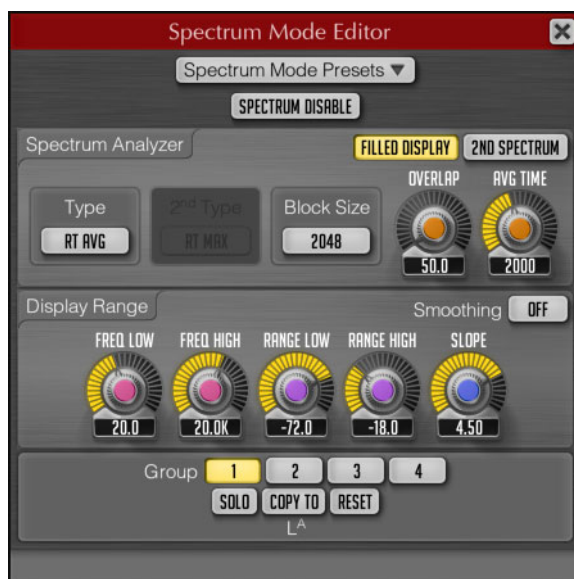 Spectrum Mode Editor
Spectrum Mode Presets
SPECTRUM DISABLE
Spectrum Analyzer
FILLED DISPLAY 2ND SPECTRUM
OVERLAP AVG TIME
Type 2nd Type Block Size
RT AVG RT MAX 2048
50.0 2000
Display Range Smoothing OFF
FREQ LOW FREQ HIGH RANGE LOW RANGE HIGH SLOPE
20.0 20.0K -72.0 -18.0 4.50
Group 1 2 3 4
SOLO COPY TO RESET
LA